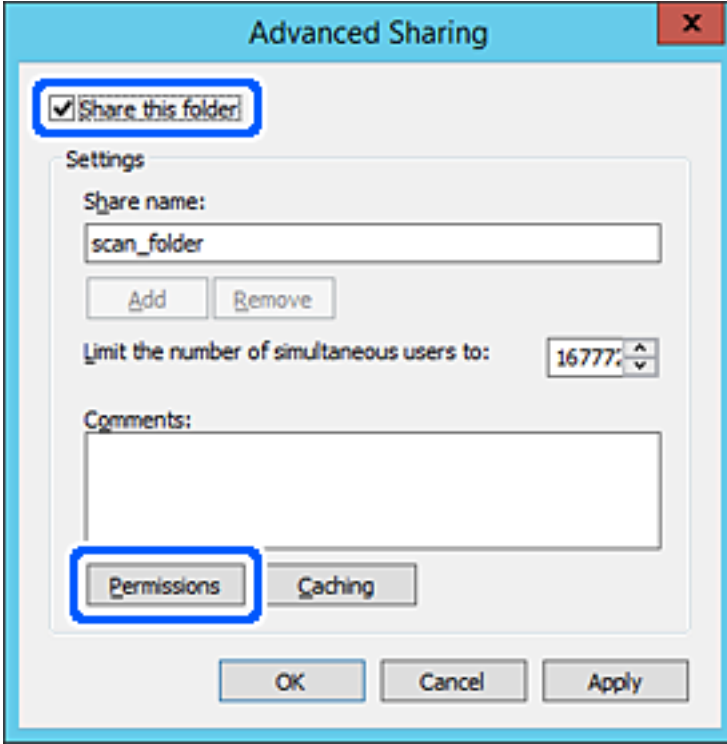 Advanced Sharing
Share this folder
Settings
Share name:
scan_folder
Add Remove
Limit the number of simultaneous users to:
Comments:
Permissions Caching
OK Cancel Apply